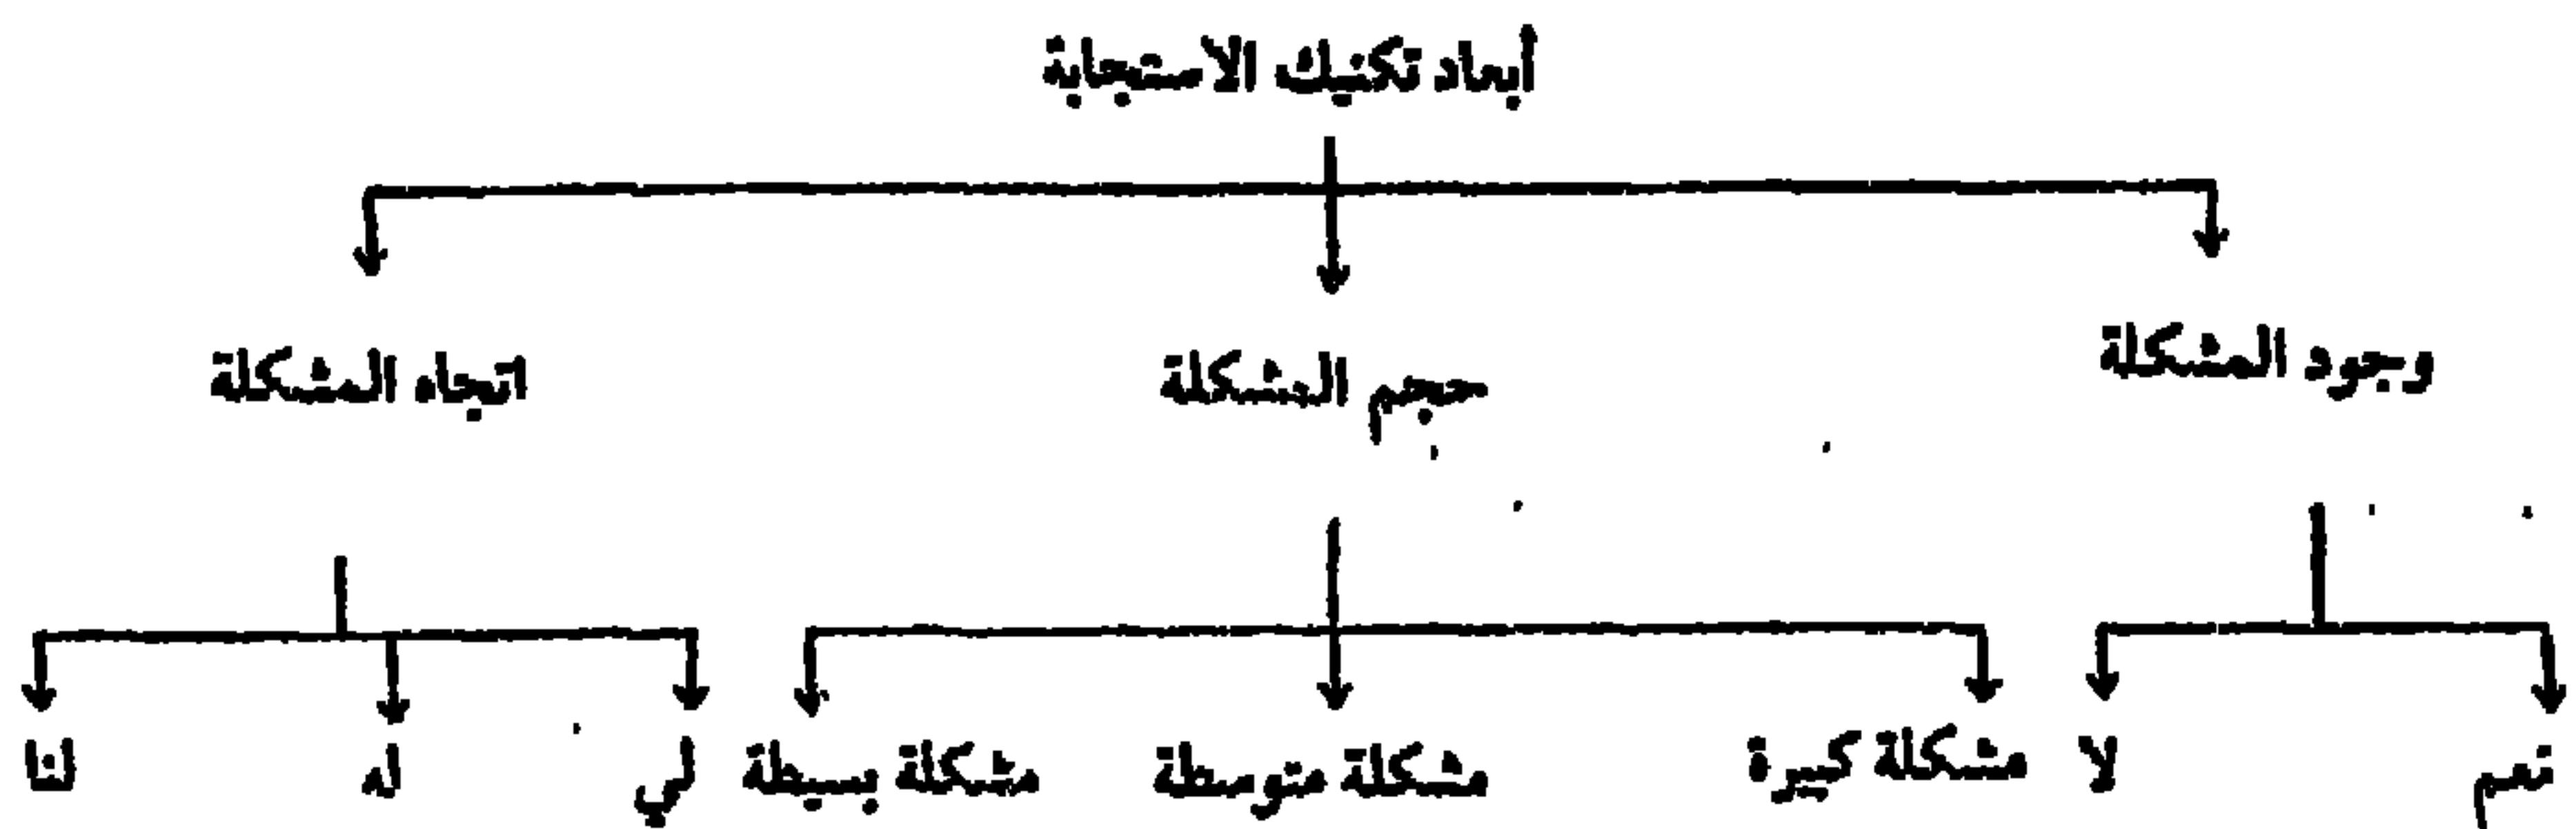 أبعاد تكنيك الاستجابة
وجود المشكلة حجم المشكلة اتجاه المشكلة
نعم لا مشكلة كبيرة مشكلة متوسطة مشكلة بسيطة لي له لنا